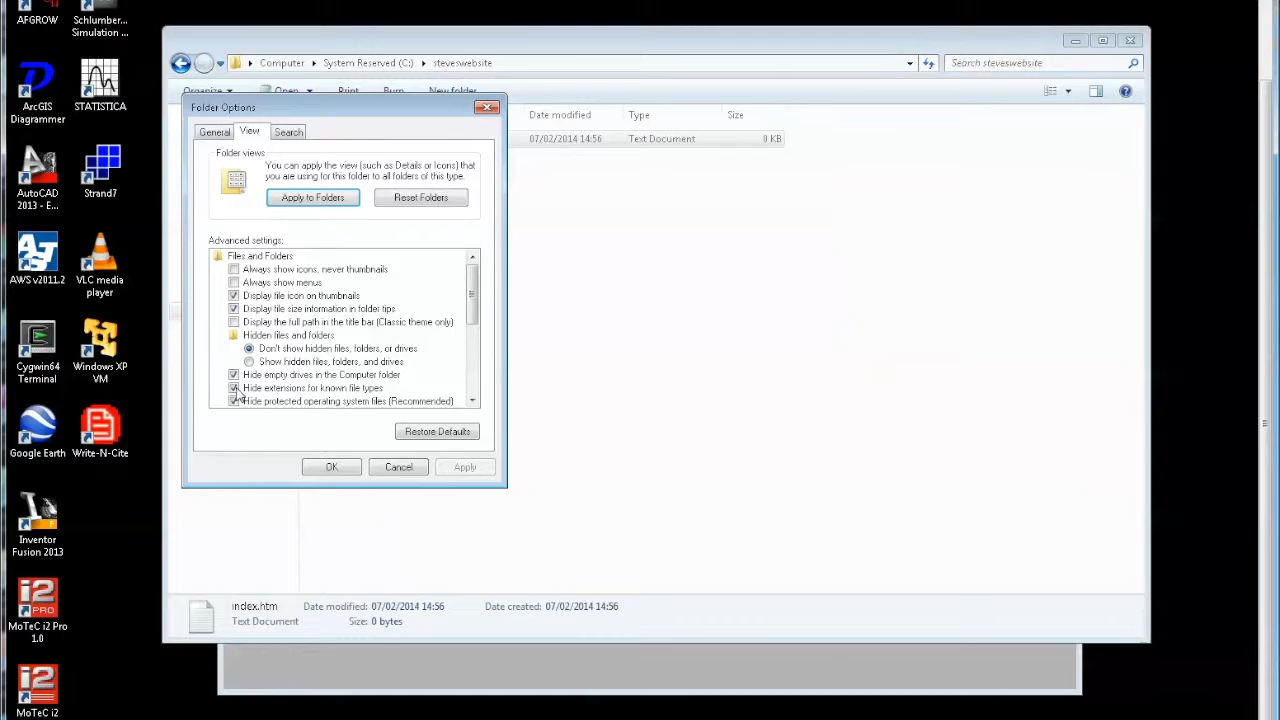 AFGROW
Schlumber...
Simulation ...
ArcGIS
Diagrammer
STATISTICA
AutoCAD
2013 - E...
Strand7
AWS v2011.2
VLC media
player
Cygwin64
Terminal
Windows XP
VM
Google Earth
Write-N-Cite
Inventor
Fusion 2013
i2
PRO
MoTeC i2 Pro
1.0
i2
MoTeC i2
Computer System Reserved (C:) steveswebsite
Search steveswebsite
Organize Open Print Burn New folder
Date modified Type Size
07/02/2014 14:56 Text Document 0 KB
Folder Options
General View Search
Folder views
You can apply the view (such as Details or Icons) that
you are using for this folder to all folders of this type.
Apply to Folders Reset Folders
Advanced settings:
Files and Folders
Always show icons, never thumbnails
Always show menus
Display file icon on thumbnails
Display file size information in folder tips
Display the full path in the title bar (Classic theme only)
Hidden files and folders
Don't show hidden files, folders, or drives
Show hidden files, folders, and drives
Hide empty drives in the Computer folder
Hide extensions for known file types
Hide protected operating system files (Recommended)
Restore Defaults
OK Cancel Apply
index.htm Date modified: 07/02/2014 14:56 Date created: 07/02/2014 14:56
Text Document Size: 0 bytes